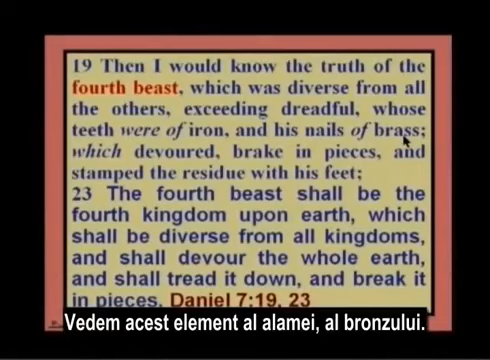 19 Then I would know the truth of the
fourth beast, which was diverse from all
the others, exceeding dreadful, whose
teeth were of iron, and his nails of brass;
which devoured, brake in pieces, and
stamped the residue with his feet;
23 The fourth beast shall be the
fourth kingdom upon earth, which
shall be diverse from all kingdoms,
and shall devour the whole earth,
and shall tread it down, and break it
in pieces. Daniel 7:19, 23
Vedem acest element al alamei, al bronzului.